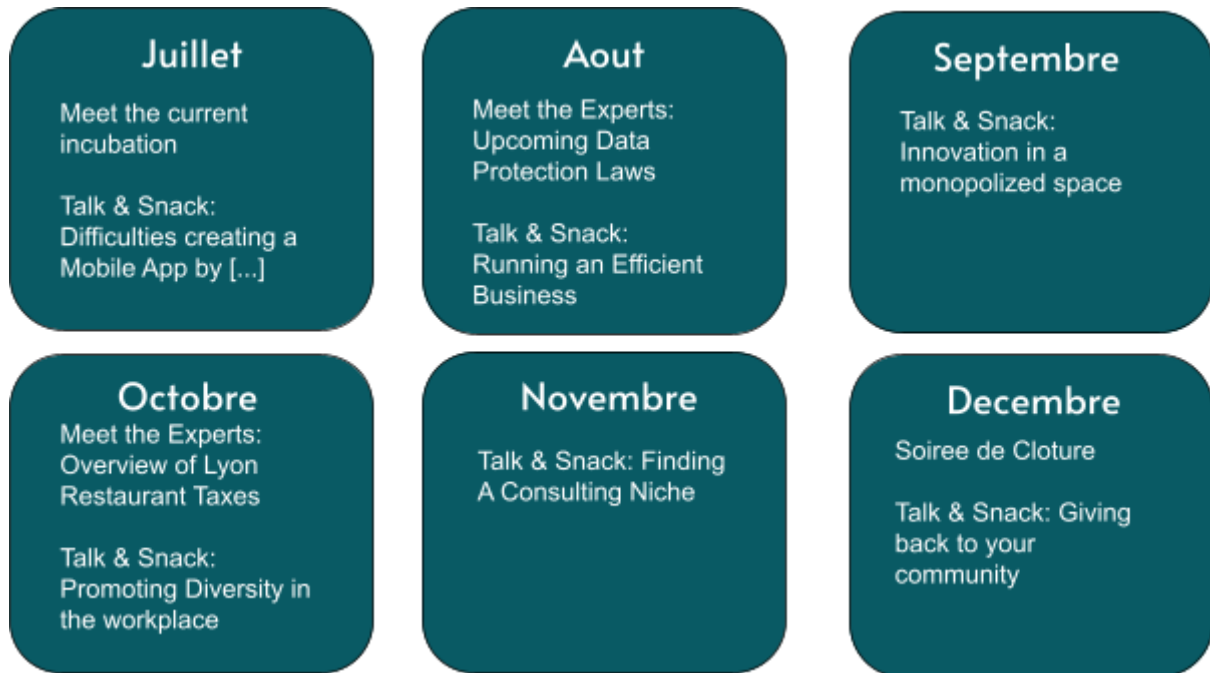 Juillet
Meet the current
incubation
Talk & Snack:
Difficulties creating a
Mobile App by [...]
Aout
Meet the Experts:
Upcoming Data
Protection Laws
Talk & Snack:
Running an Efficient
Business
Septembre
Talk & Snack:
Innovation in a
monopolized space
Octobre
Meet the Experts:
Overview of Lyon
Restaurant Taxes
Talk & Snack:
Promoting Diversity in
the workplace
Novembre
Talk & Snack: Finding
A Consulting Niche
Decembre
Soiree de Cloture
Talk & Snack: Giving
back to your
community